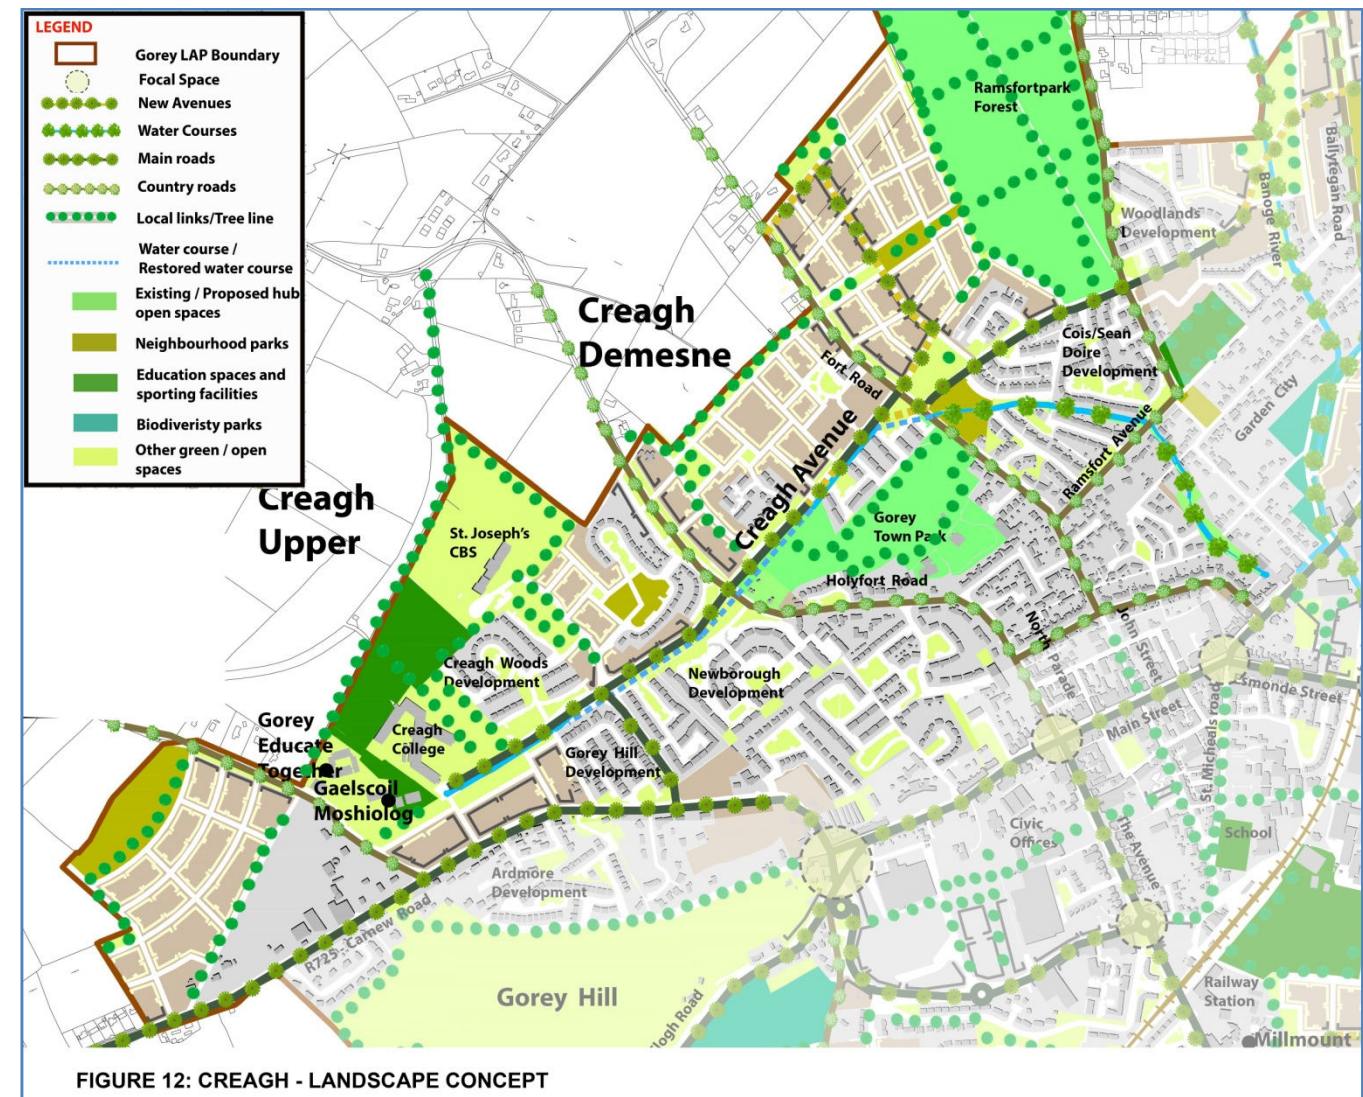 LEGEND
Gorey LAP Boundary
Focal Space
New Avenues
Water Courses
Main roads
Country roads
Local links/Tree line
Water course /
Restored water course
Existing / Proposed hub
open spaces
Neighbourhood parks
Education spaces and
sporting facilities
Biodiveristy parks
Other green / open
spaces
Ramsfortpark
Forest
Ballytegan Road
Banoge River
Woodlands
Development
Creagh
Demesne
Cois/Sean
Doire
Development
Fort Road
Garden City
Creagh Avenue
Ramsfort Avenue
Creagh
Upper
St. Joseph's
CBS
Gorey
Town Park
Holyfort Road
North Parade
John Street
Creagh Woods
Development
Newborough
Development
Esmonde Street
Main Street
St. Micheals road
Gorey
Educate
Together
Creagh
College
Gorey Hill
Development
Gaelscoil
Moshiolog
Civic
Offices
The Avenue
School
Ardmore
Development
R725 - Carnew Road
Gorey Hill
Railway
Station
Millmount
FIGURE 12: CREAGH - LANDSCAPE CONCEPT